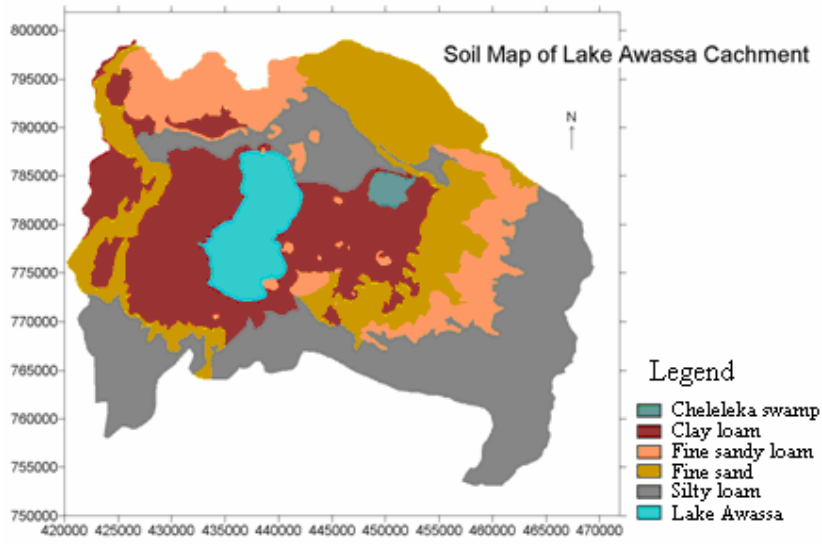 Soil Map of Lake Awassa Cachment
N
800000
795000
790000
785000
780000
775000
770000
765000
760000
755000
750000
420000 425000 430000 435000 440000 445000 450000 455000 460000 465000 470000
Legend
Cheleleka swamp
Clay loam
Fine sandy loam
Fine sand
Silty loam
Lake Awassa